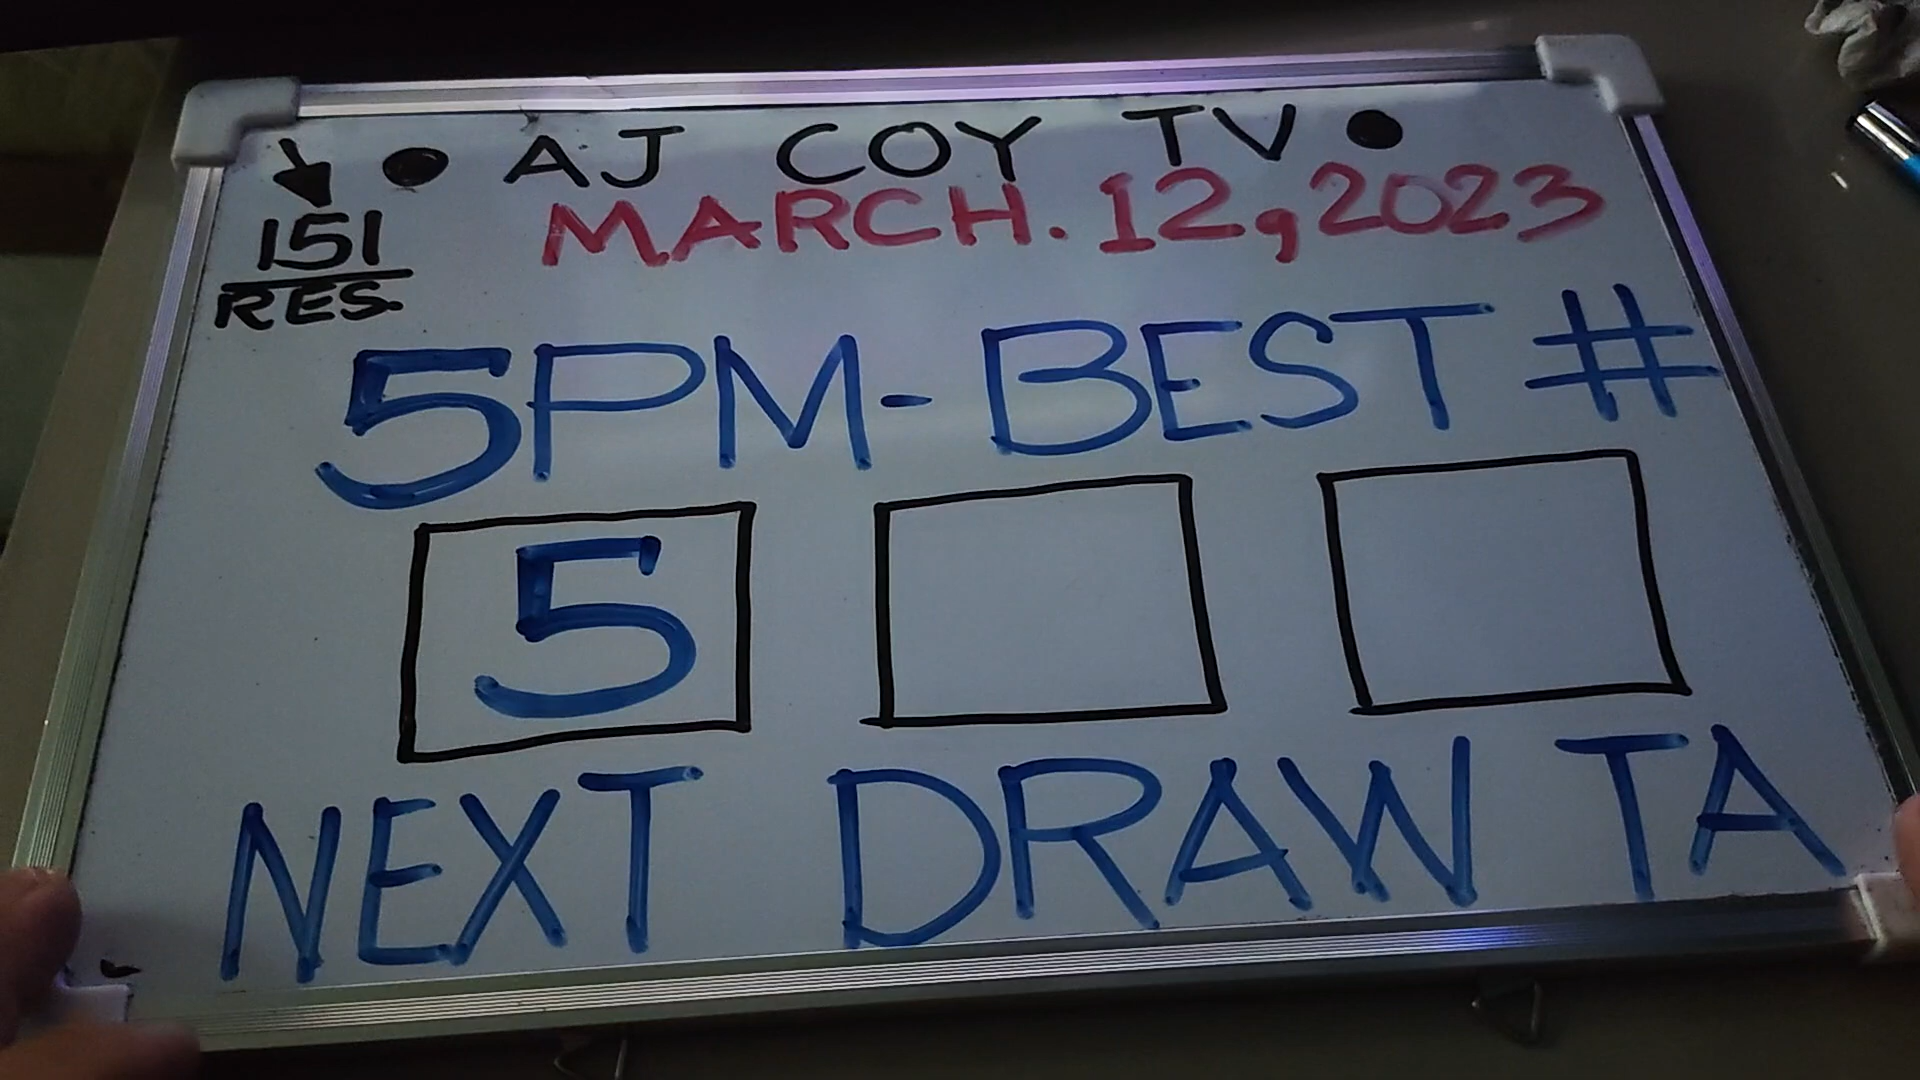 • AJ COY TV •
MARCH. 12, 2023
151
RES.
5PM - BEST #
5
NEXT DRAW TA